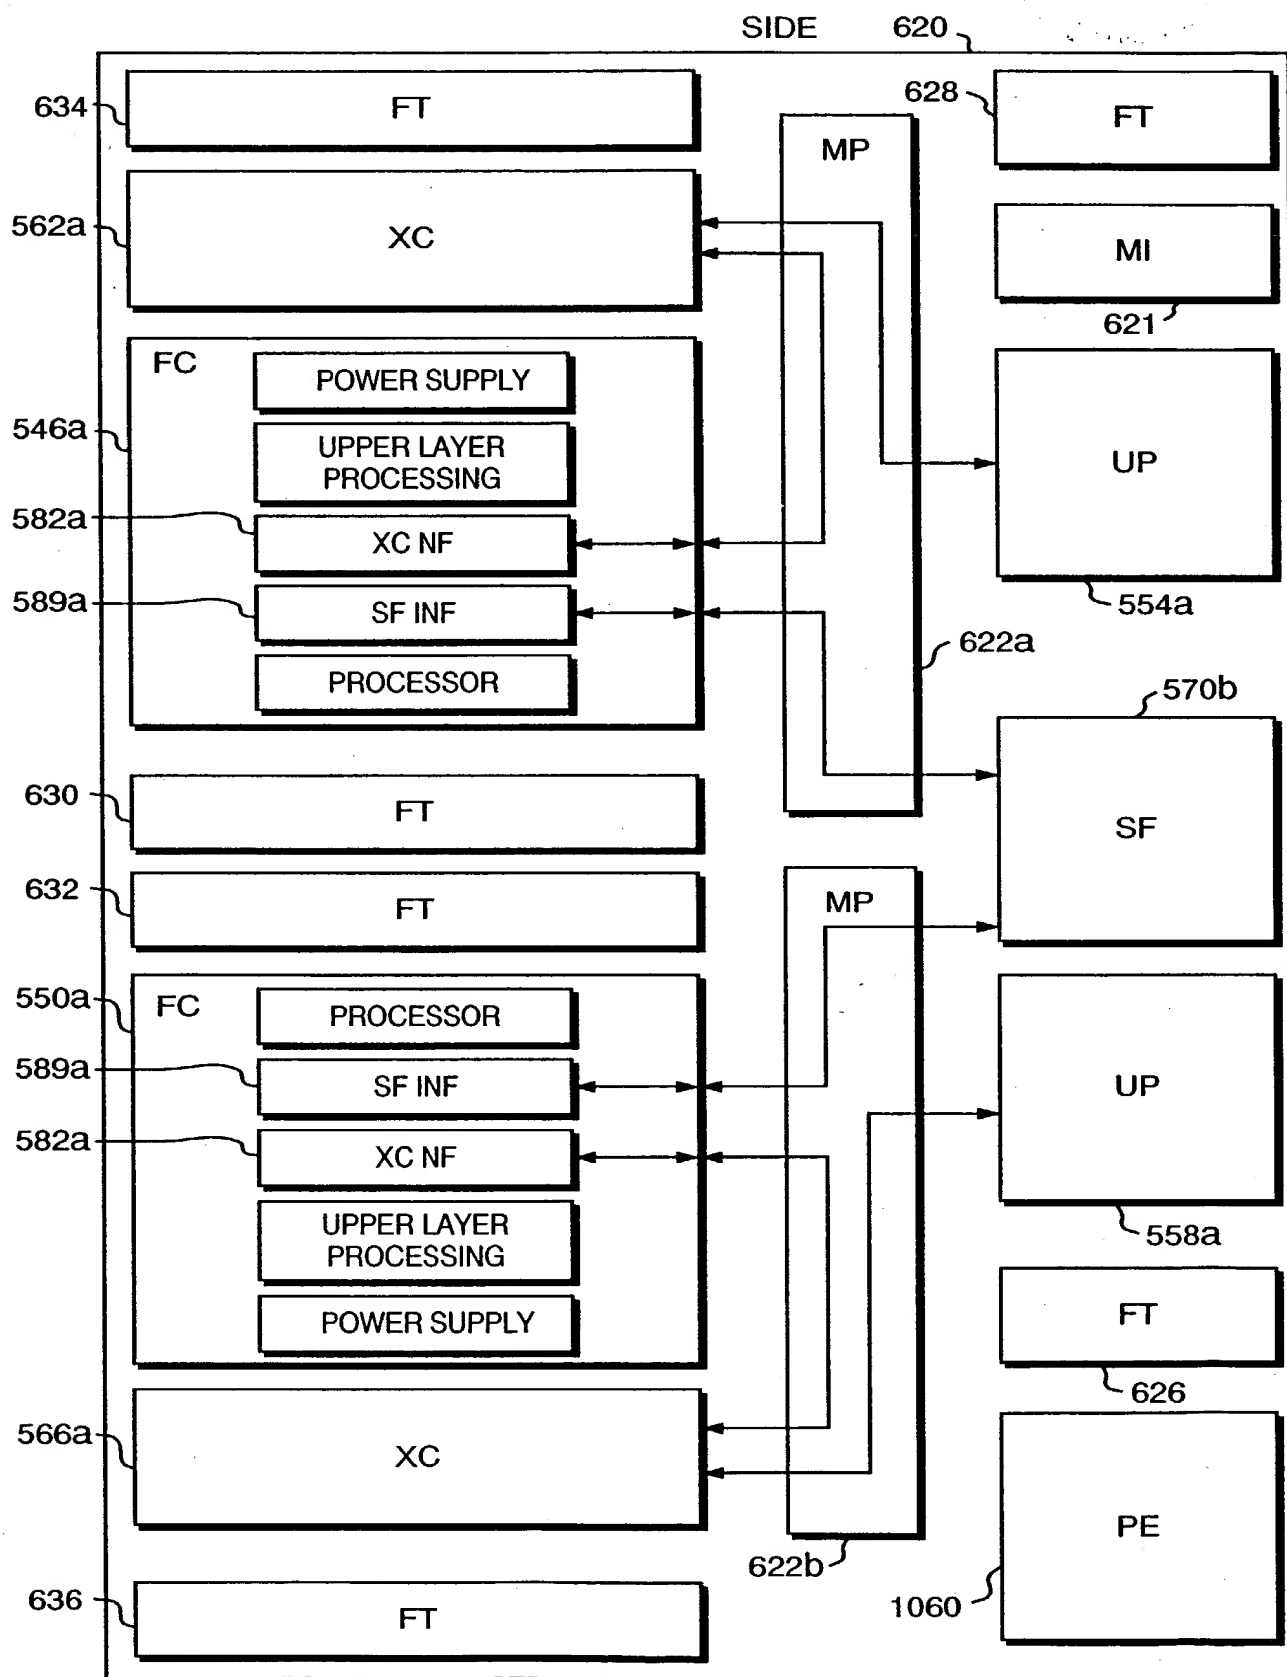 SIDE 620
634 FT
628 FT
MP
562a XC
MI
621
FC
POWER SUPPLY
546a
UPPER LAYER
PROCESSING
UP
582a XC NF
589a SF INF
554a
622a
PROCESSOR
570b
630 FT
SF
632 FT
MP
550a FC
PROCESSOR
589a SF INF
UP
582a XC NF
UPPER LAYER
PROCESSING
558a
POWER SUPPLY
FT
626
566a XC
PE
622b
1060
636 FT